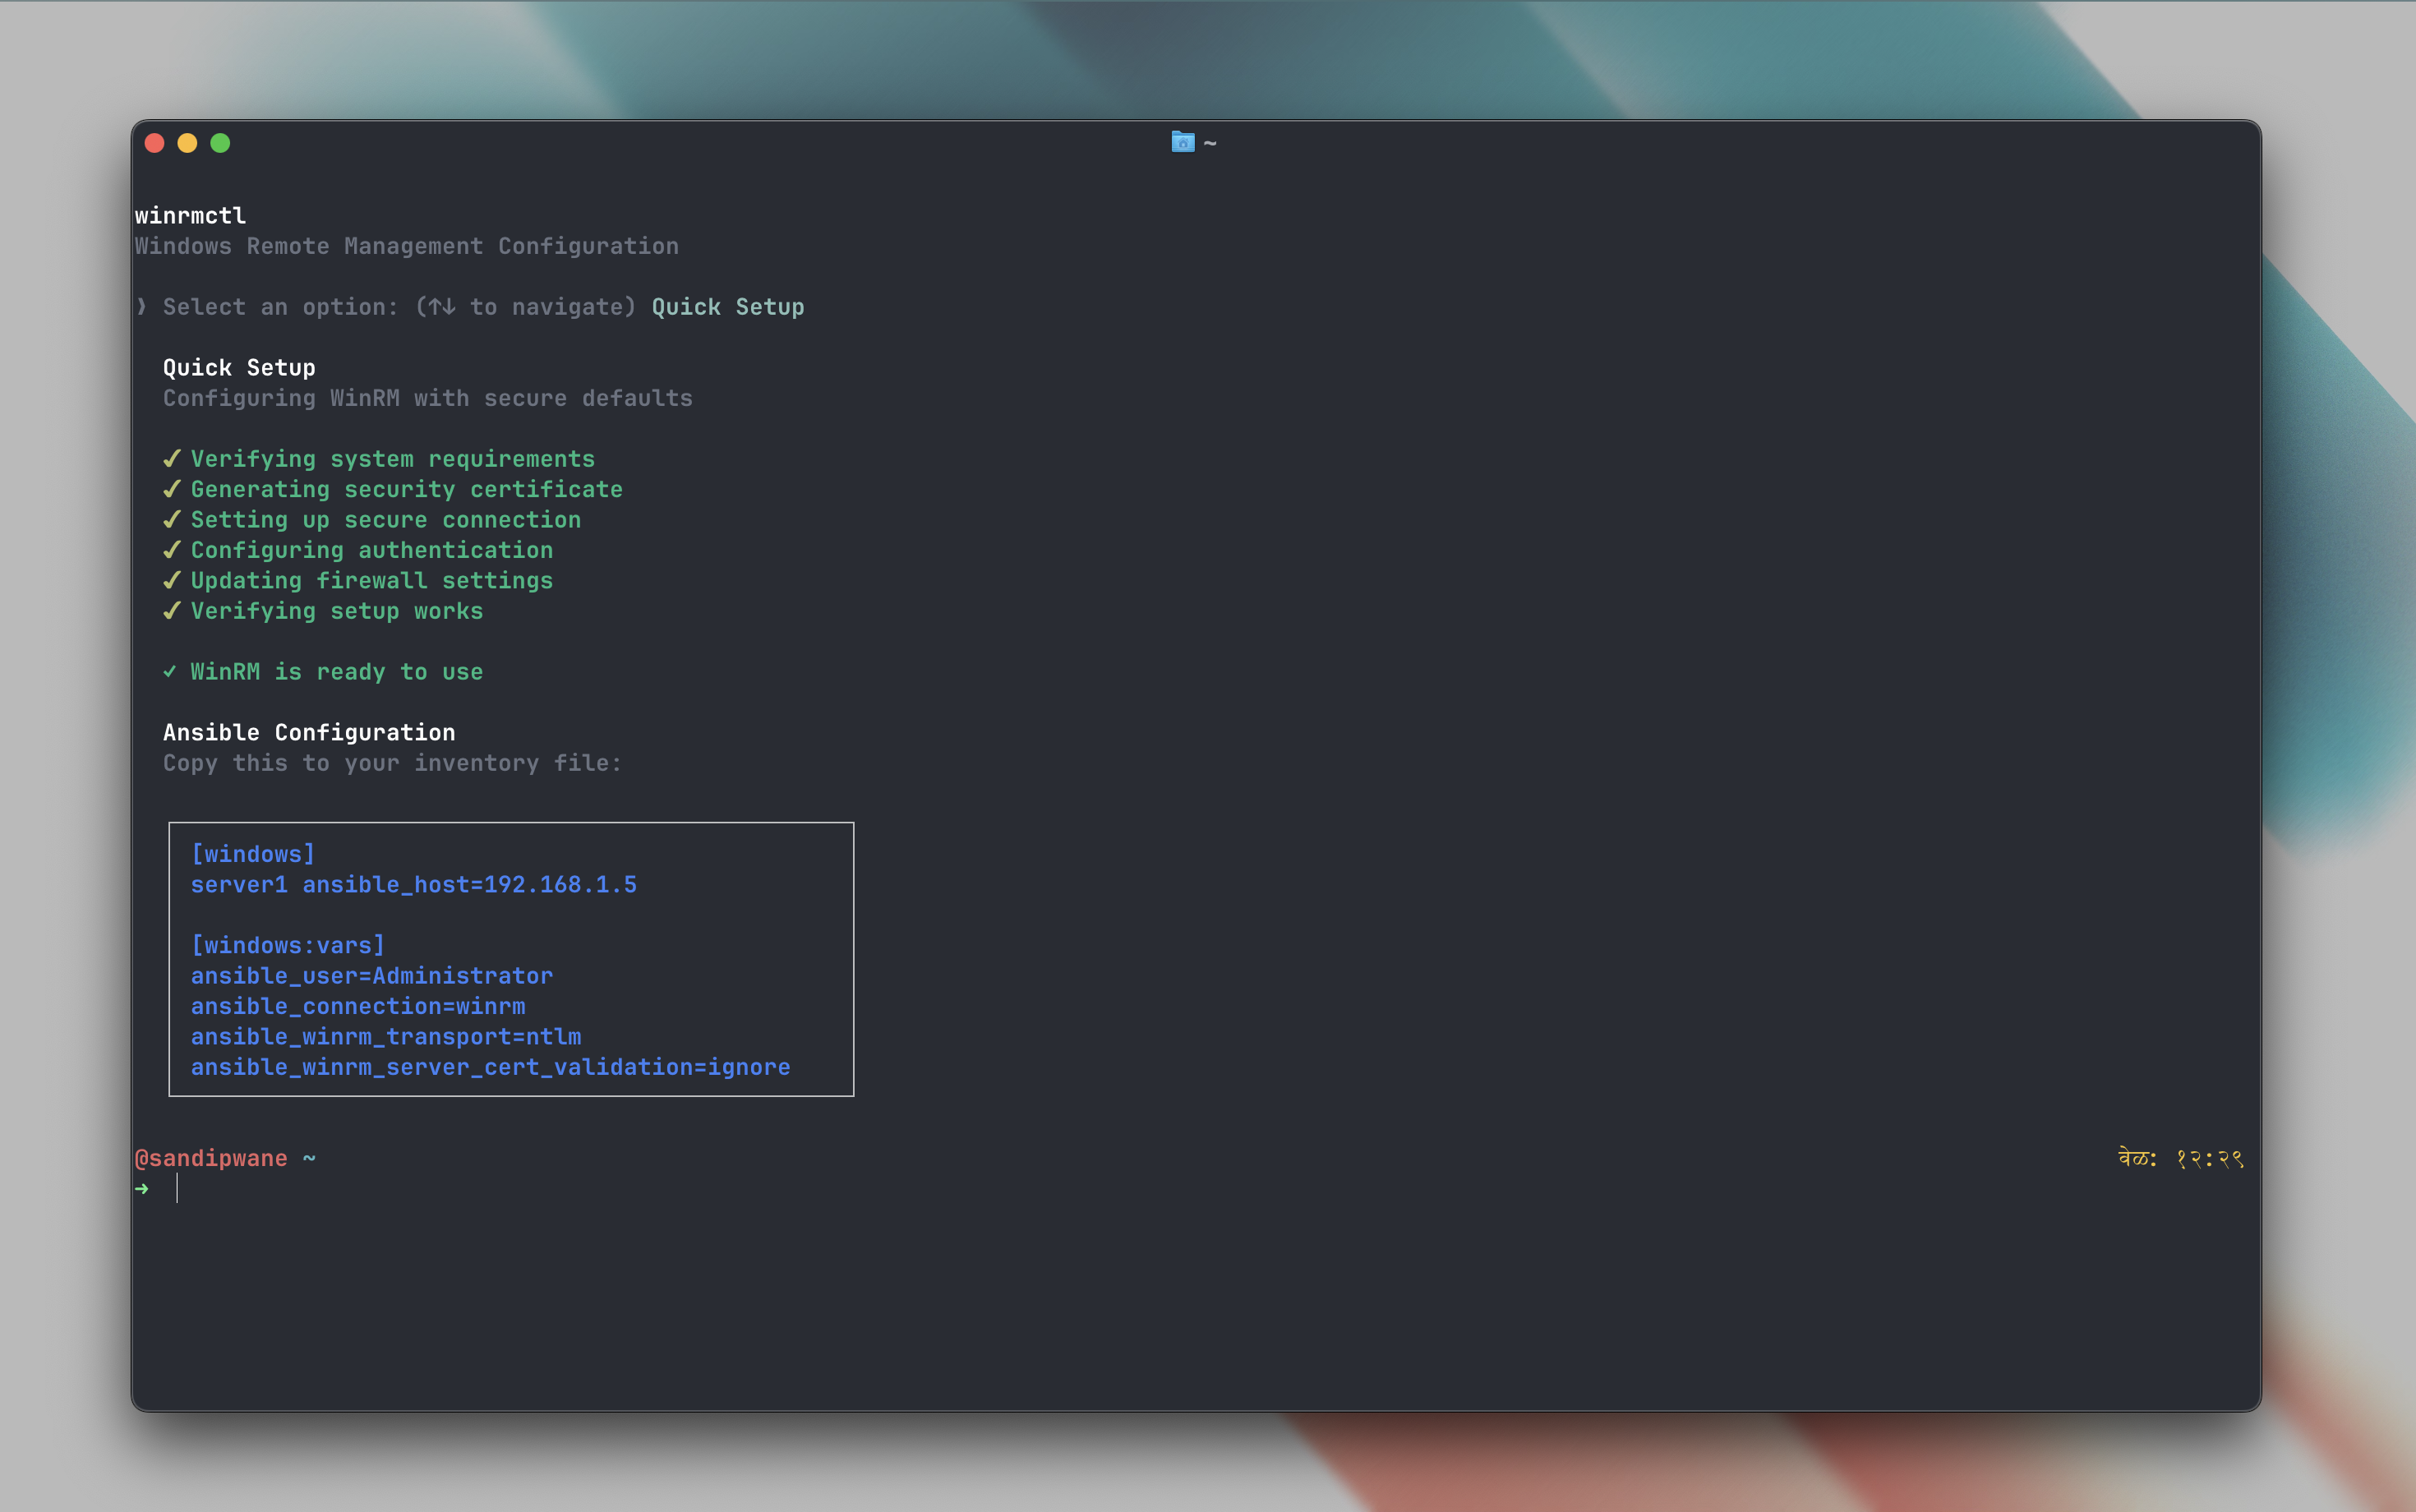 ~
winrmctl
Windows Remote Management Configuration
❯ Select an option: (↑↓ to navigate) Quick Setup
Quick Setup
Configuring WinRM with secure defaults
✔ Verifying system requirements
✔ Generating security certificate
✔ Setting up secure connection
✔ Configuring authentication
✔ Updating firewall settings
✔ Verifying setup works
✓ WinRM is ready to use
Ansible Configuration
Copy this to your inventory file:
[windows]
server1 ansible_host=192.168.1.5
[windows:vars]
ansible_user=Administrator
ansible_connection=winrm
ansible_winrm_transport=ntlm
ansible_winrm_server_cert_validation=ignore
@sandipwane ~ वेळ: १२:२९
➜